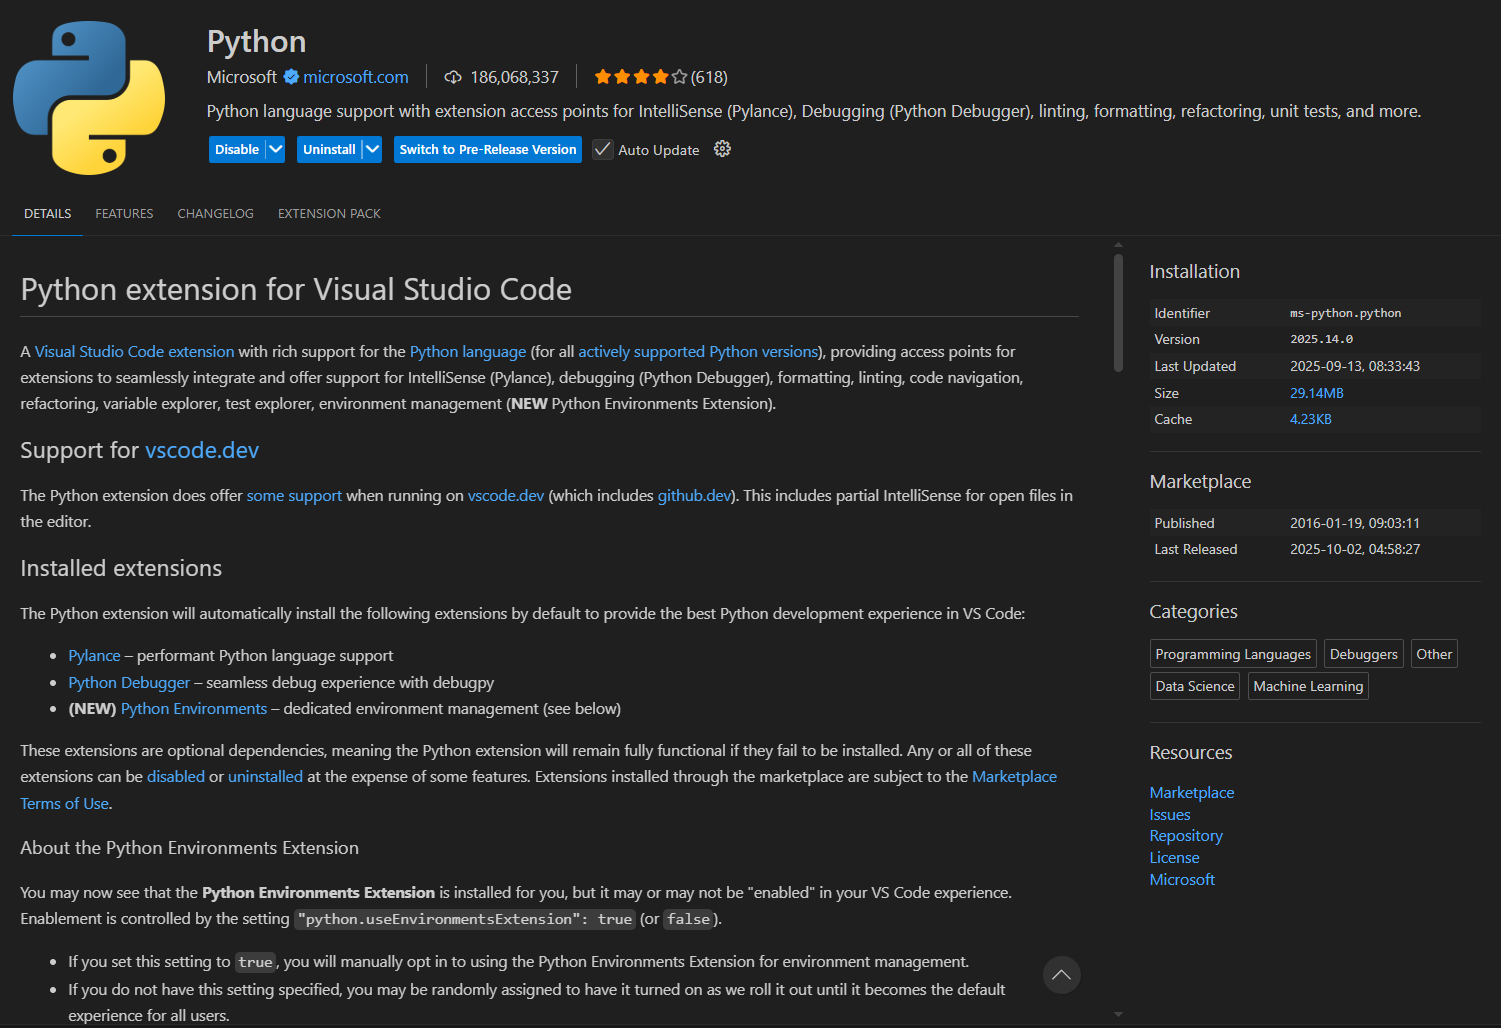 Python
Microsoft microsoft.com 186,068,337 (618)
Python language support with extension access points for IntelliSense (Pylance), Debugging (Python Debugger), linting, formatting, refactoring, unit tests, and more.
Disable Uninstall Switch to Pre-Release Version Auto Update
DETAILS FEATURES CHANGELOG EXTENSION PACK
Python extension for Visual Studio Code
A Visual Studio Code extension with rich support for the Python language (for all actively supported Python versions), providing access points for
extensions to seamlessly integrate and offer support for IntelliSense (Pylance), debugging (Python Debugger), formatting, linting, code navigation,
refactoring, variable explorer, test explorer, environment management (NEW Python Environments Extension).
Support for vscode.dev
The Python extension does offer some support when running on vscode.dev (which includes github.dev). This includes partial IntelliSense for open files in
the editor.
Installed extensions
The Python extension will automatically install the following extensions by default to provide the best Python development experience in VS Code:
• Pylance – performant Python language support
• Python Debugger – seamless debug experience with debugpy
• (NEW) Python Environments – dedicated environment management (see below)
These extensions are optional dependencies, meaning the Python extension will remain fully functional if they fail to be installed. Any or all of these
extensions can be disabled or uninstalled at the expense of some features. Extensions installed through the marketplace are subject to the Marketplace
Terms of Use.
About the Python Environments Extension
You may now see that the Python Environments Extension is installed for you, but it may or may not be "enabled" in your VS Code experience.
Enablement is controlled by the setting "python.useEnvironmentsExtension": true (or false).
• If you set this setting to true, you will manually opt in to using the Python Environments Extension for environment management.
• If you do not have this setting specified, you may be randomly assigned to have it turned on as we roll it out until it becomes the default
experience for all users.
Installation
Identifier ms-python.python
Version 2025.14.0
Last Updated 2025-09-13, 08:33:43
Size 29.14MB
Cache 4.23KB
Marketplace
Published 2016-01-19, 09:03:11
Last Released 2025-10-02, 04:58:27
Categories
Programming Languages Debuggers Other
Data Science Machine Learning
Resources
Marketplace
Issues
Repository
License
Microsoft